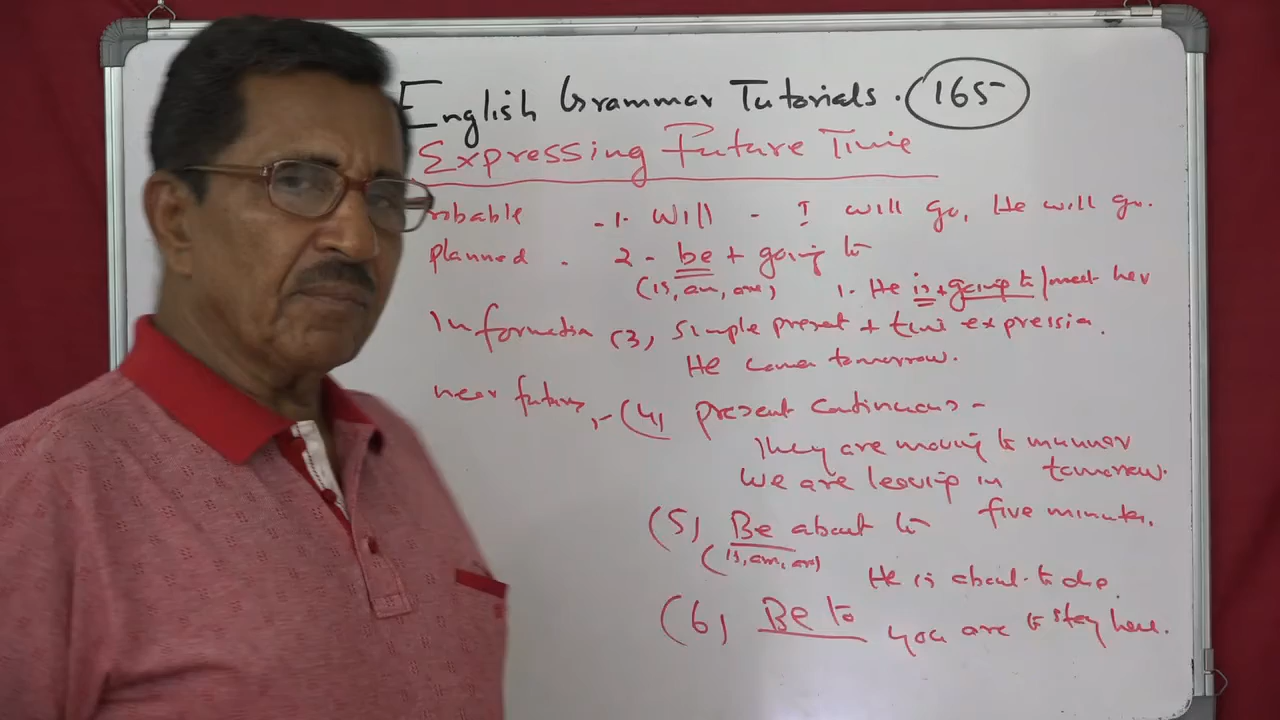 English Grammar Tutorials. 165
Expressing Future Time
robable - 1. Will - I will go, He will go.
planned . 2 - be + going to
(is, am, are) 1. He is + going to / meet her
Information (3) Simple present + time expression.
He comes tomorrow.
near future, - (4) present continuous -
They are moving to
We are leaving in tomorrow.
five minutes.
(5) Be about to
(is, am, are)
He is about to die.
(6) Be to you are to stay here.